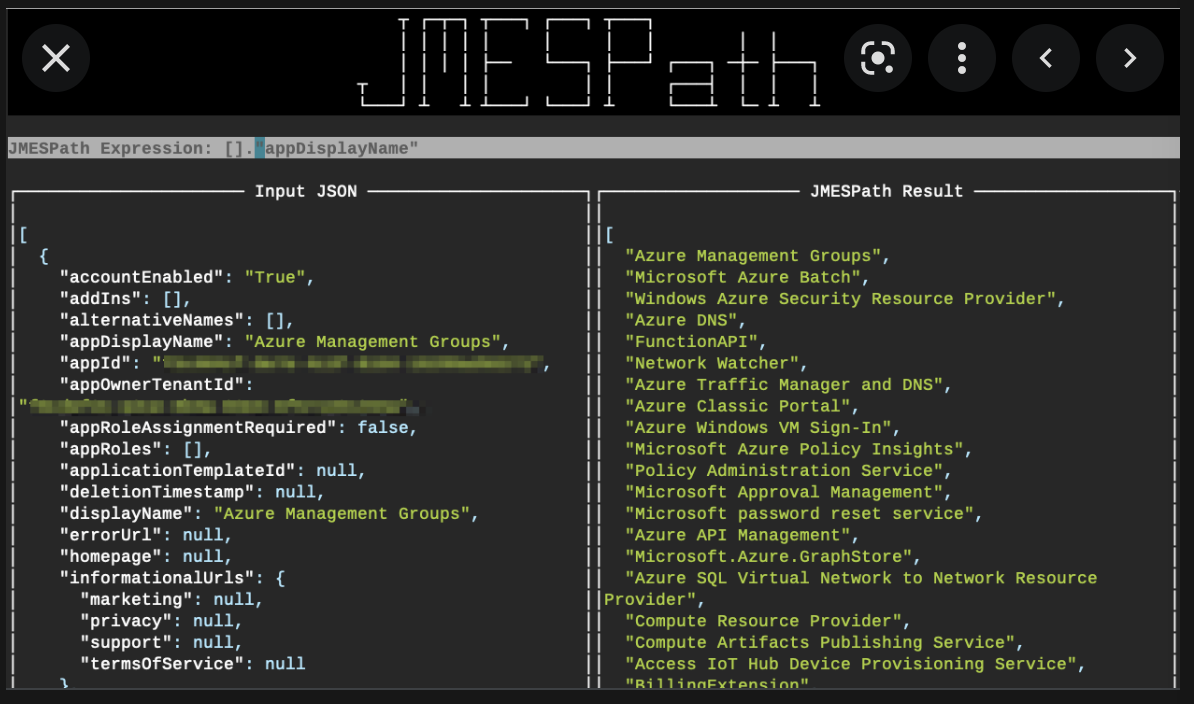 JMESPath
JMESPath Expression: []."appDisplayName"
Input JSON
[
{
"accountEnabled": "True",
"addIns": [],
"alternativeNames": [],
"appDisplayName": "Azure Management Groups",
"appId": "
"appOwnerTenantId":
"appRoleAssignmentRequired": false,
"appRoles": [],
"applicationTemplateId": null,
"deletionTimestamp": null,
"displayName": "Azure Management Groups",
"errorUrl": null,
"homepage": null,
"informationalUrls": {
"marketing": null,
"privacy": null,
"support": null,
"termsOfService": null
},
JMESPath Result
[
"Azure Management Groups",
"Microsoft Azure Batch",
"Windows Azure Security Resource Provider",
"Azure DNS",
"FunctionAPI",
"Network Watcher",
"Azure Traffic Manager and DNS",
"Azure Classic Portal",
"Azure Windows VM Sign-In",
"Microsoft Azure Policy Insights",
"Policy Administration Service",
"Microsoft Approval Management",
"Microsoft password reset service",
"Azure API Management",
"Microsoft.Azure.GraphStore",
"Azure SQL Virtual Network to Network Resource
Provider",
"Compute Resource Provider",
"Compute Artifacts Publishing Service",
"Access IoT Hub Device Provisioning Service",
"BillingExtension",